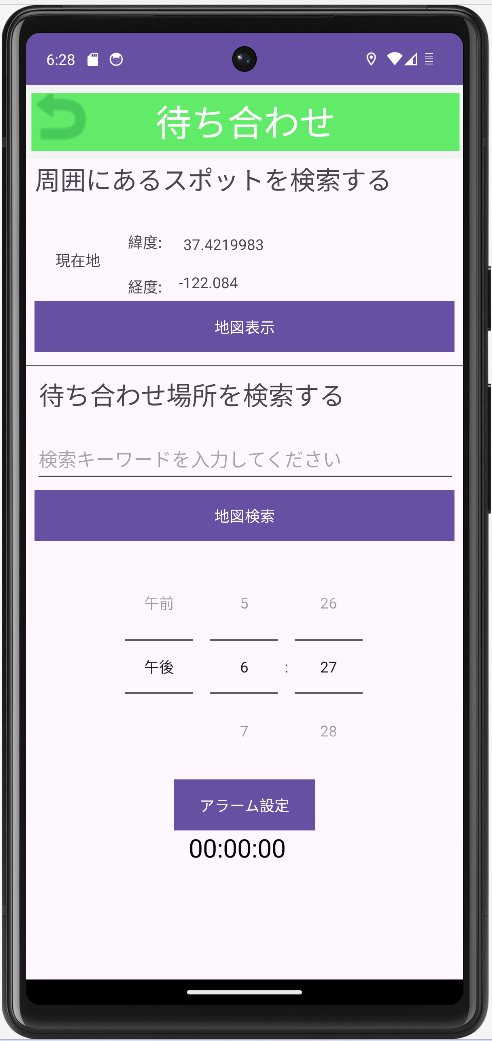 6:28
待ち合わせ
周囲にあるスポットを検索する
現在地
緯度: 37.4219983
経度: -122.084
地図表示
待ち合わせ場所を検索する
検索キーワードを入力してください
地図検索
午前 5 26
午後 6 : 27
7 28
アラーム設定
00:00:00